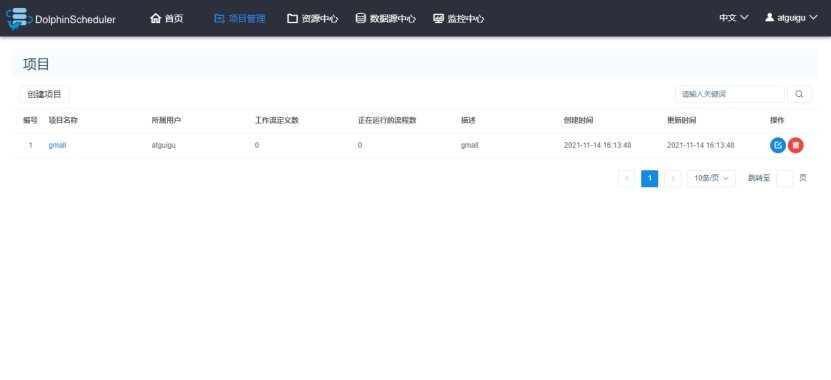 DolphinScheduler 首页 项目管理 资源中心 数据源中心 监控中心 中文 atguigu
项目
创建项目 请输入关键词
编号 项目名称 所属用户 工作流定义数 正在运行的流程数 描述 创建时间 更新时间 操作
1 gmall atguigu 0 0 gmall 2021-11-14 16:13:48 2021-11-14 16:13:48
< 1 > 10条/页 跳转至 页